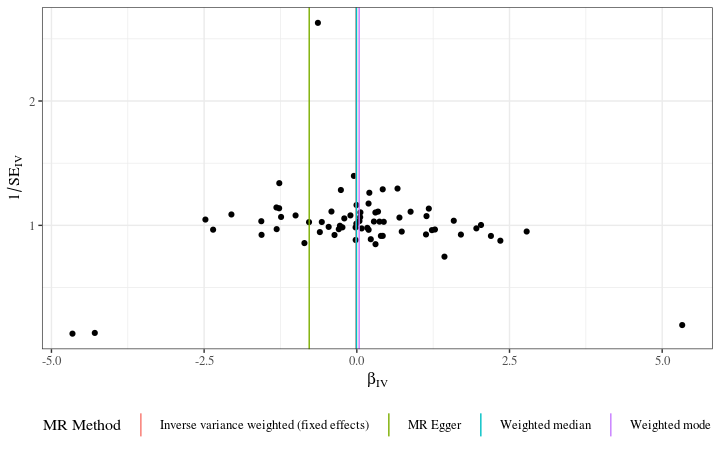 2
1
1/SE_IV
-5.0 -2.5 0.0 2.5 5.0
β_IV
MR Method Inverse variance weighted (fixed effects) MR Egger Weighted median Weighted mode